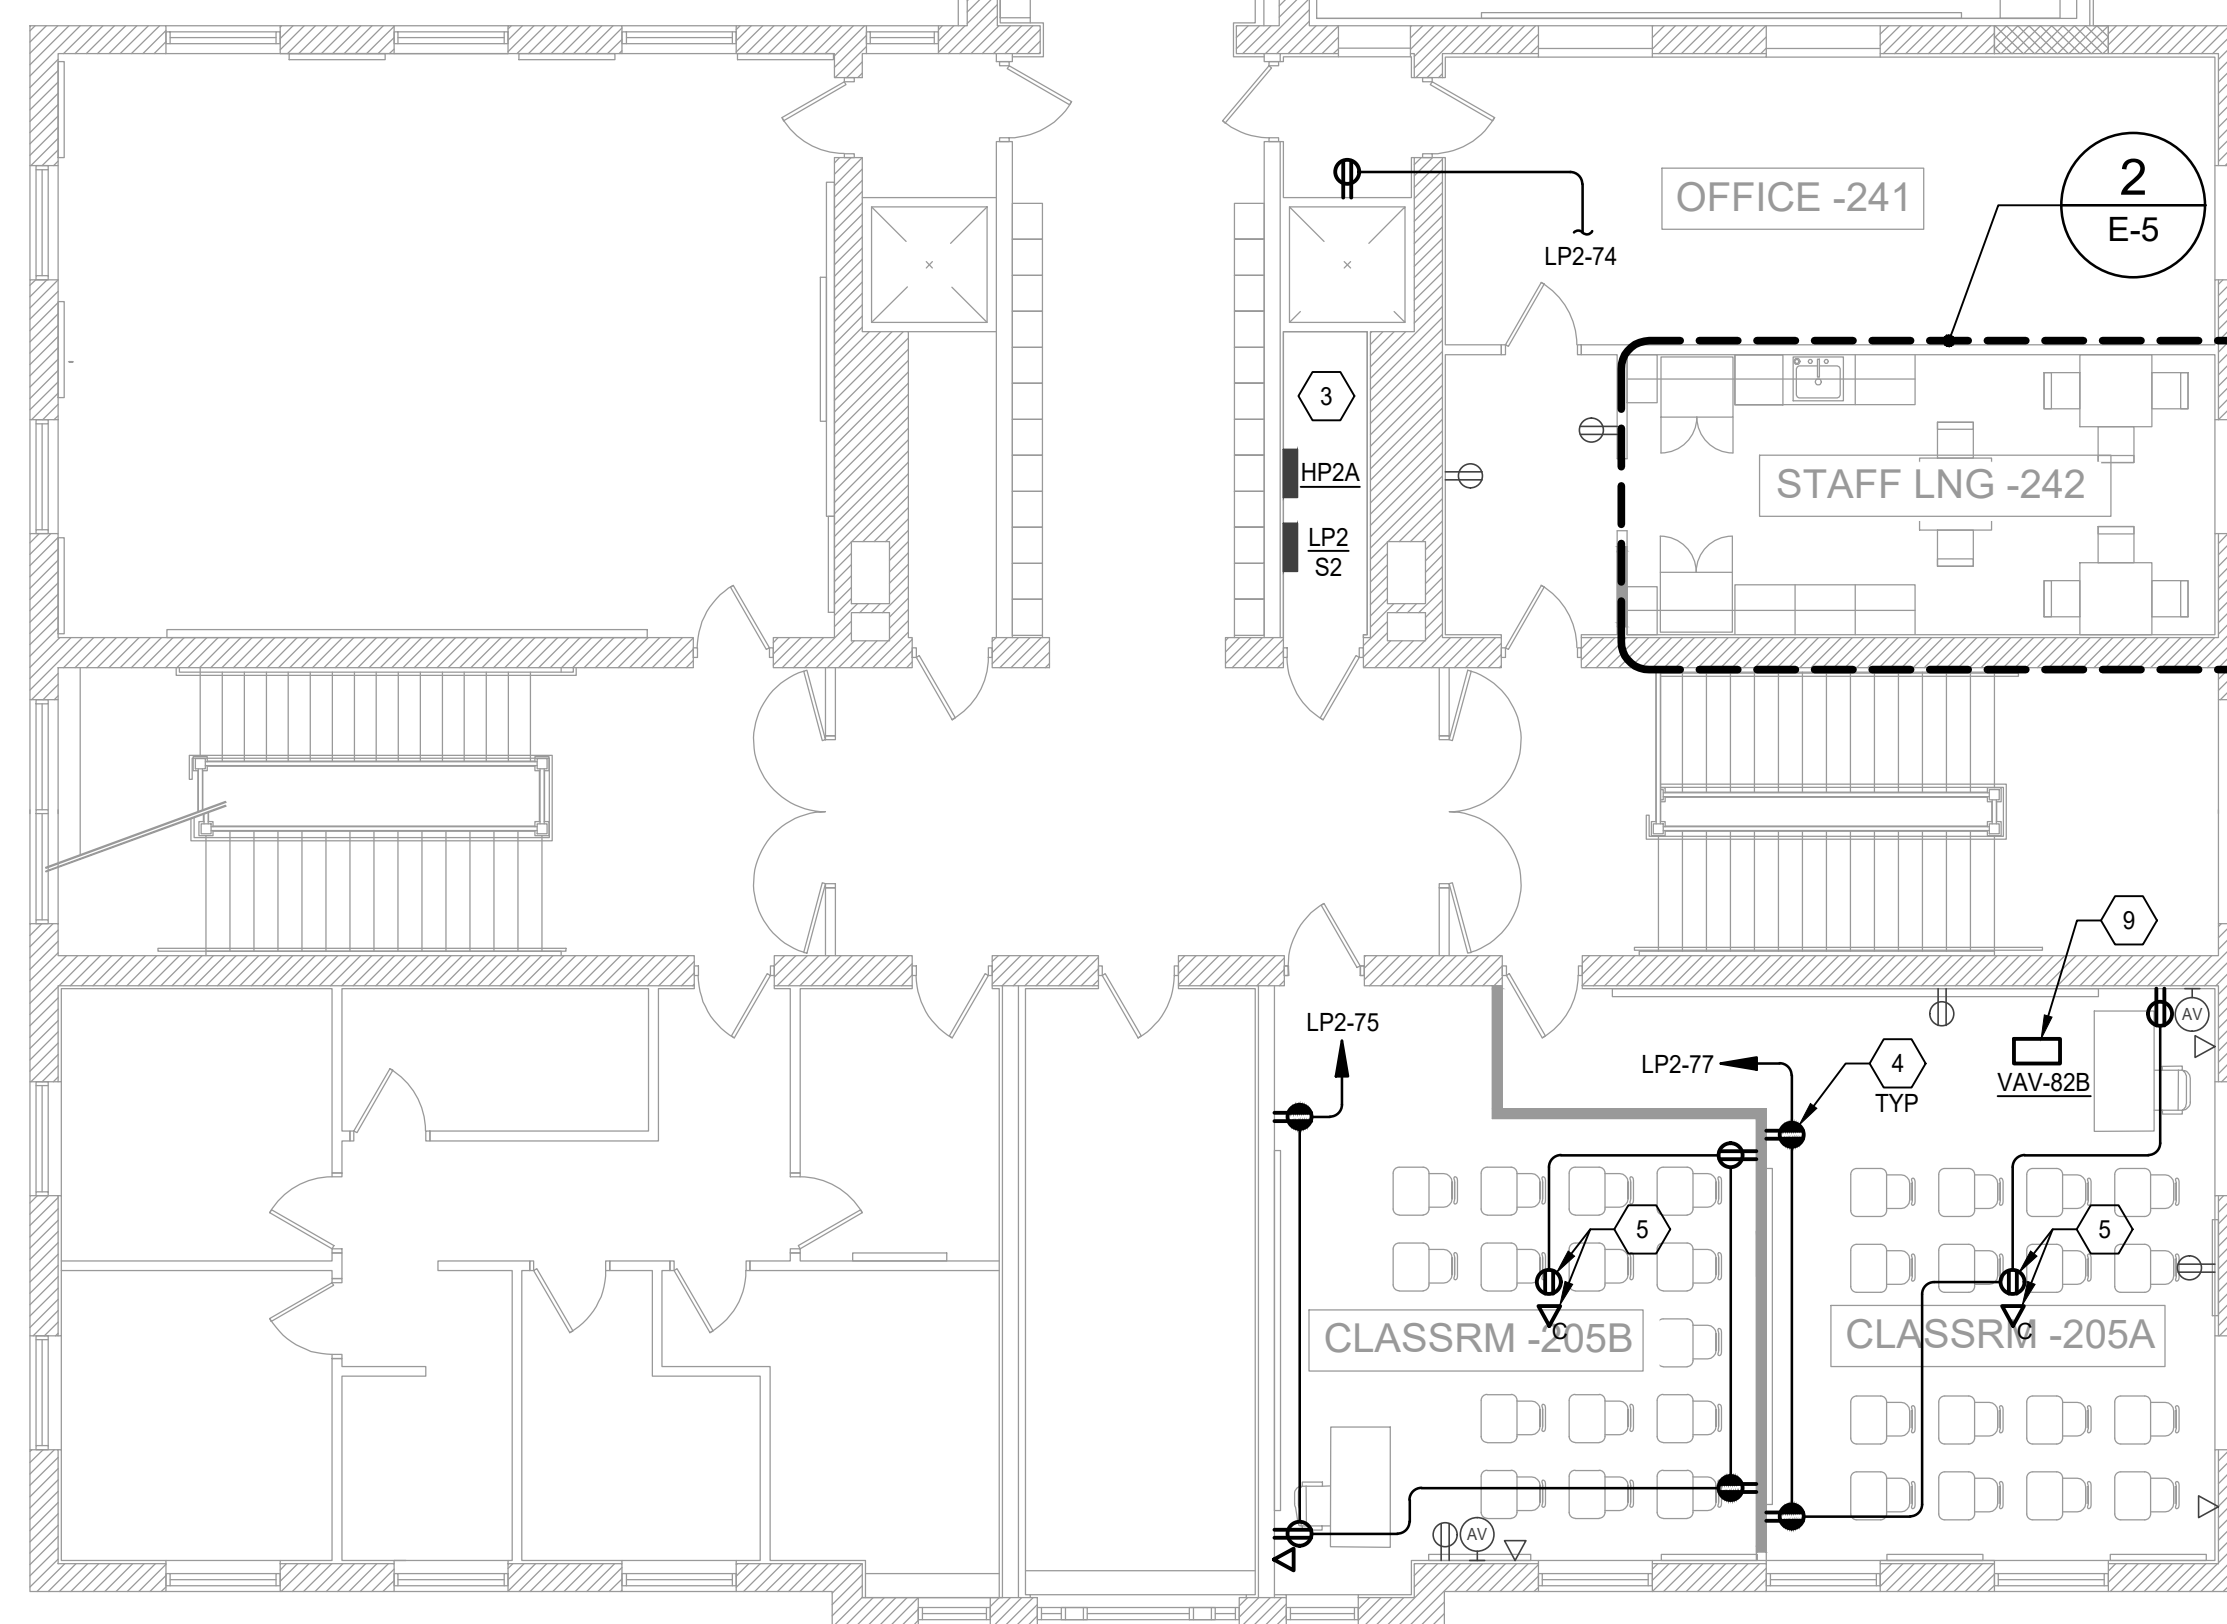 2
E-5
OFFICE -241
LP2-74
3
HP2A
STAFF LNG -242
LP2
S2
9
LP2-75
AV
LP2-77
4
TYP
VAV-82B
5
5
C
C
CLASSRM -205B
CLASSRM -205A
AV